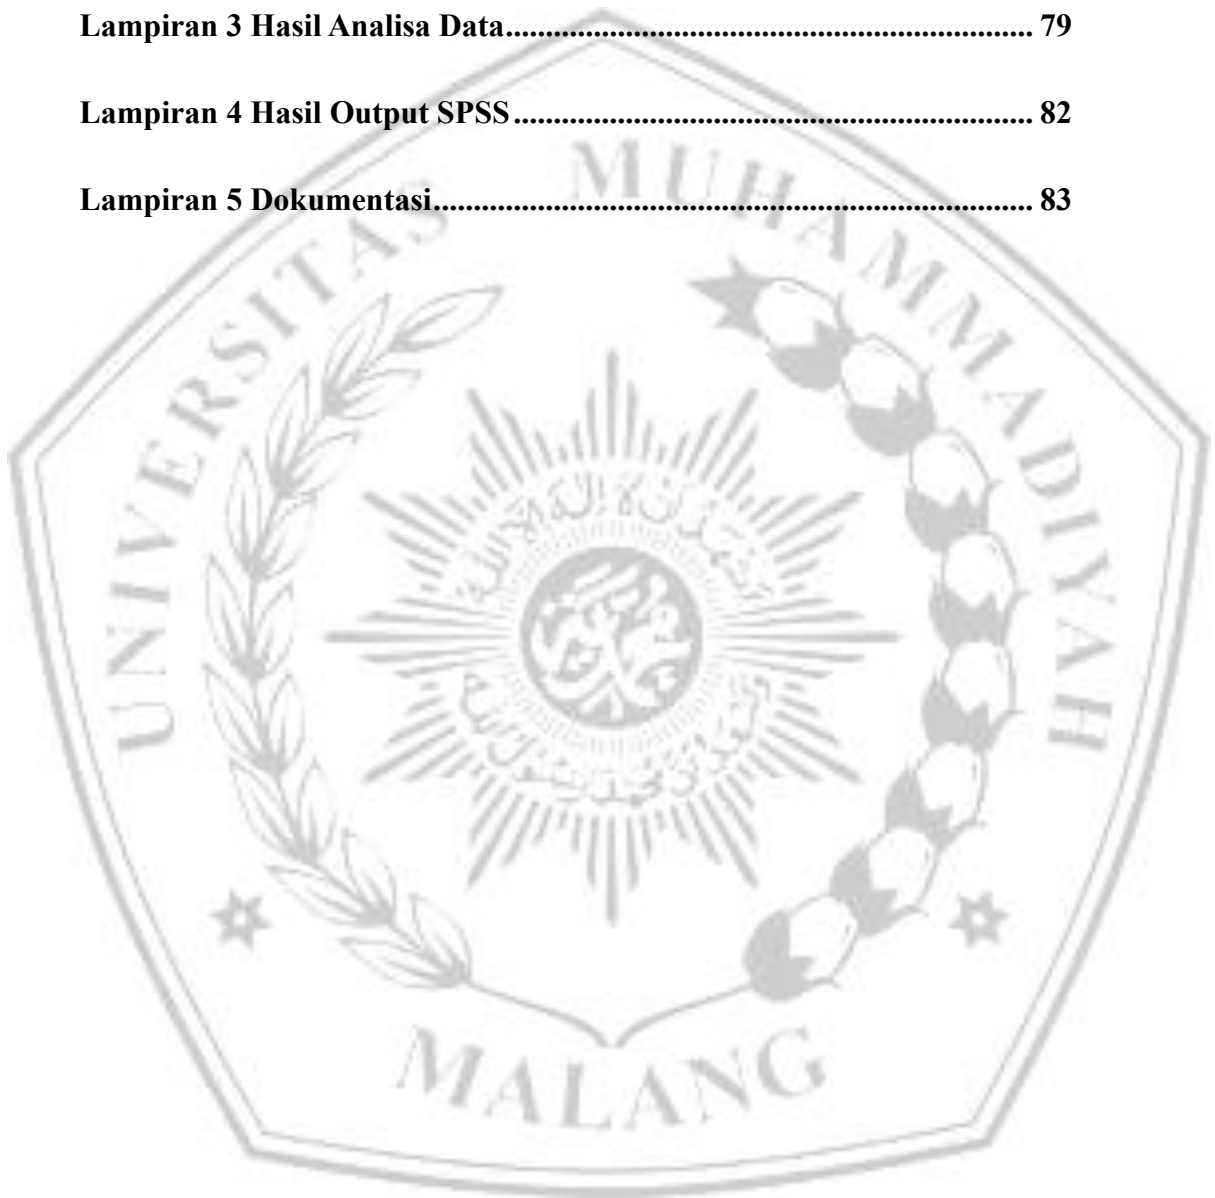 Lampiran 3 Hasil Analisa Data.................................................................. 79
Lampiran 4 Hasil Output SPSS................................................................. 82
Lampiran 5 Dokumentasi........................................................................... 83
UNIVERSITAS MUHAMMADIYAH
MALANG